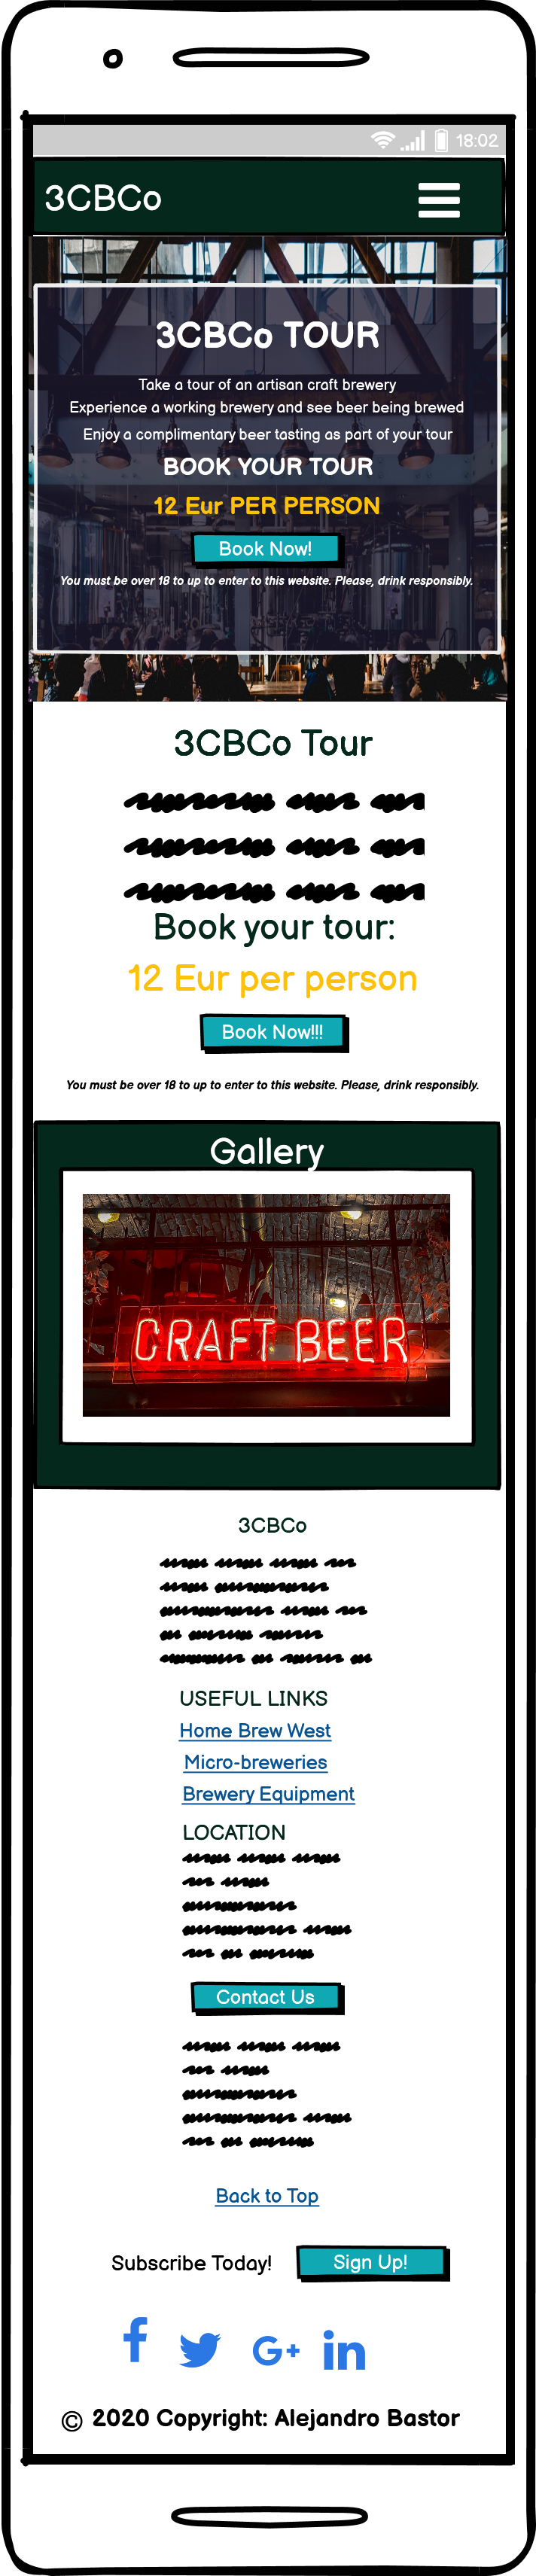 18:02
3CBCo
3CBCo TOUR
Take a tour of an artisan craft brewery
Experience a working brewery and see beer being brewed
Enjoy a complimentary beer tasting as part of your tour
BOOK YOUR TOUR
12 Eur PER PERSON
Book Now!
You must be over 18 to up to enter to this website. Please, drink responsibly.
3CBCo Tour
Book your tour:
12 Eur per person
Book Now!!!
You must be over 18 to up to enter to this website. Please, drink responsibly.
Gallery
CRAFT BEER
3CBCo
USEFUL LINKS
Home Brew West
Micro-breweries
Brewery Equipment
LOCATION
Contact Us
Back to Top
Subscribe Today! Sign Up!
© 2020 Copyright: Alejandro Bastor